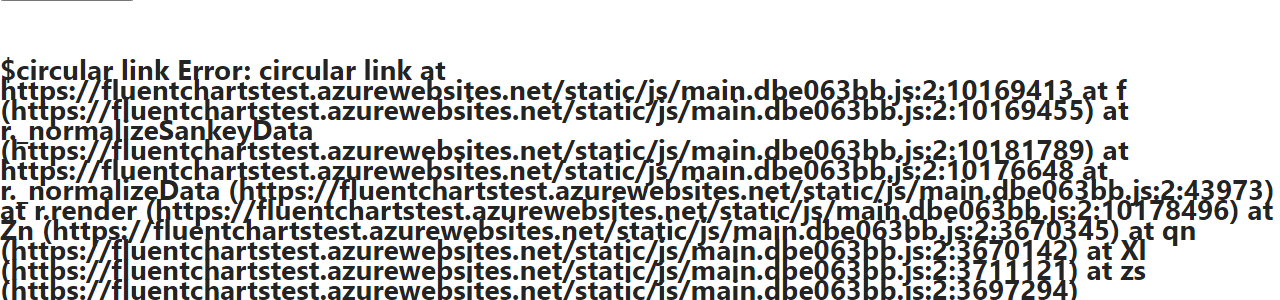 $circular link Error: circular link at
https://fluentchartstest.azurewebsites.net/static/js/main.dbe063bb.js:2:10169413 at f
(https://fluentchartstest.azurewebsites.net/static/js/main.dbe063bb.js:2:10169455) at
r._normalizeSankeyData
(https://fluentchartstest.azurewebsites.net/static/js/main.dbe063bb.js:2:10181789) at
https://fluentchartstest.azurewebsites.net/static/js/main.dbe063bb.js:2:10176648 at
r._normalizeData (https://fluentchartstest.azurewebsites.net/static/js/main.dbe063bb.js:2:43973)
at r.render (https://fluentchartstest.azurewebsites.net/static/js/main.dbe063bb.js:2:10178496) at
Zn (https://fluentchartstest.azurewebsites.net/static/js/main.dbe063bb.js:2:3670345) at qn
(https://fluentchartstest.azurewebsites.net/static/js/main.dbe063bb.js:2:3670142) at Xl
(https://fluentchartstest.azurewebsites.net/static/js/main.dbe063bb.js:2:3711121) at zs
(https://fluentchartstest.azurewebsites.net/static/js/main.dbe063bb.js:2:3697294)